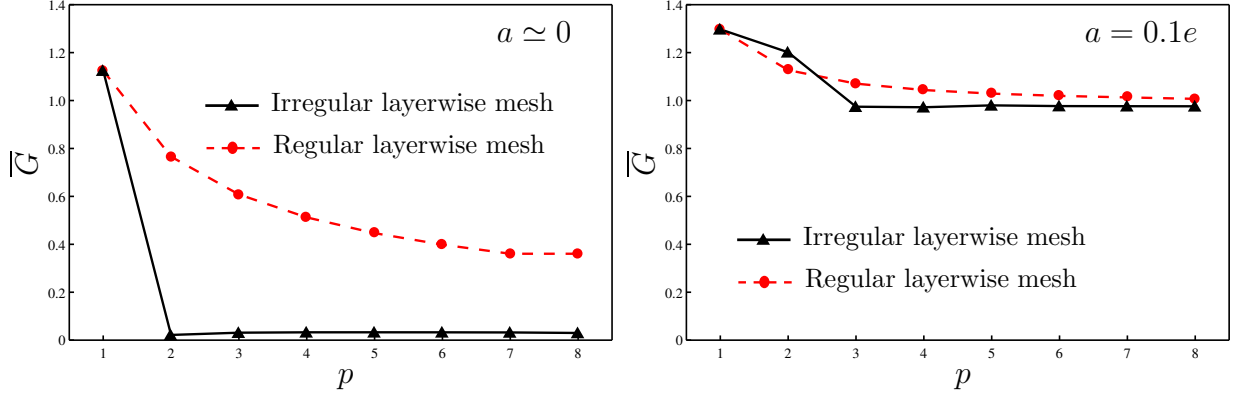 a ≃ 0
1.4
1.2
1.0
0.8
0.6
0.4
0.2
0
G̅
Irregular layerwise mesh
Regular layerwise mesh
1 2 3 4 5 6 7 8
p
a = 0.1e
1.4
1.2
1.0
0.8
0.6
0.4
0.2
0
G̅
Irregular layerwise mesh
Regular layerwise mesh
1 2 3 4 5 6 7 8
p